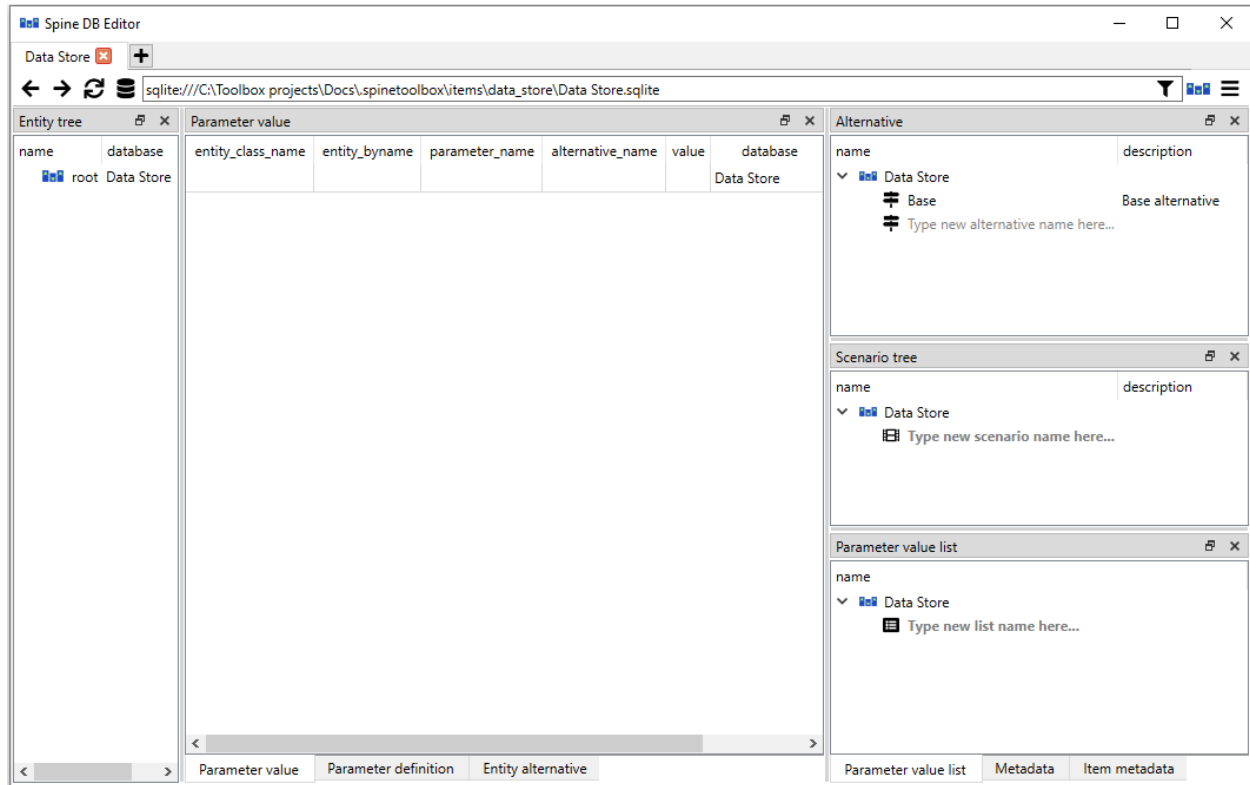 Spine DB Editor
Data Store
sqlite:///C:\Toolbox projects\Docs\.spinetoolbox\items\data_store\Data Store.sqlite
Entity tree
name database
root Data Store
Parameter value
entity_class_name entity_byname parameter_name alternative_name value database
Data Store
Parameter value Parameter definition Entity alternative
Alternative
name description
Data Store
Base Base alternative
Type new alternative name here...
Scenario tree
name description
Data Store
Type new scenario name here...
Parameter value list
name
Data Store
Type new list name here...
Parameter value list Metadata Item metadata